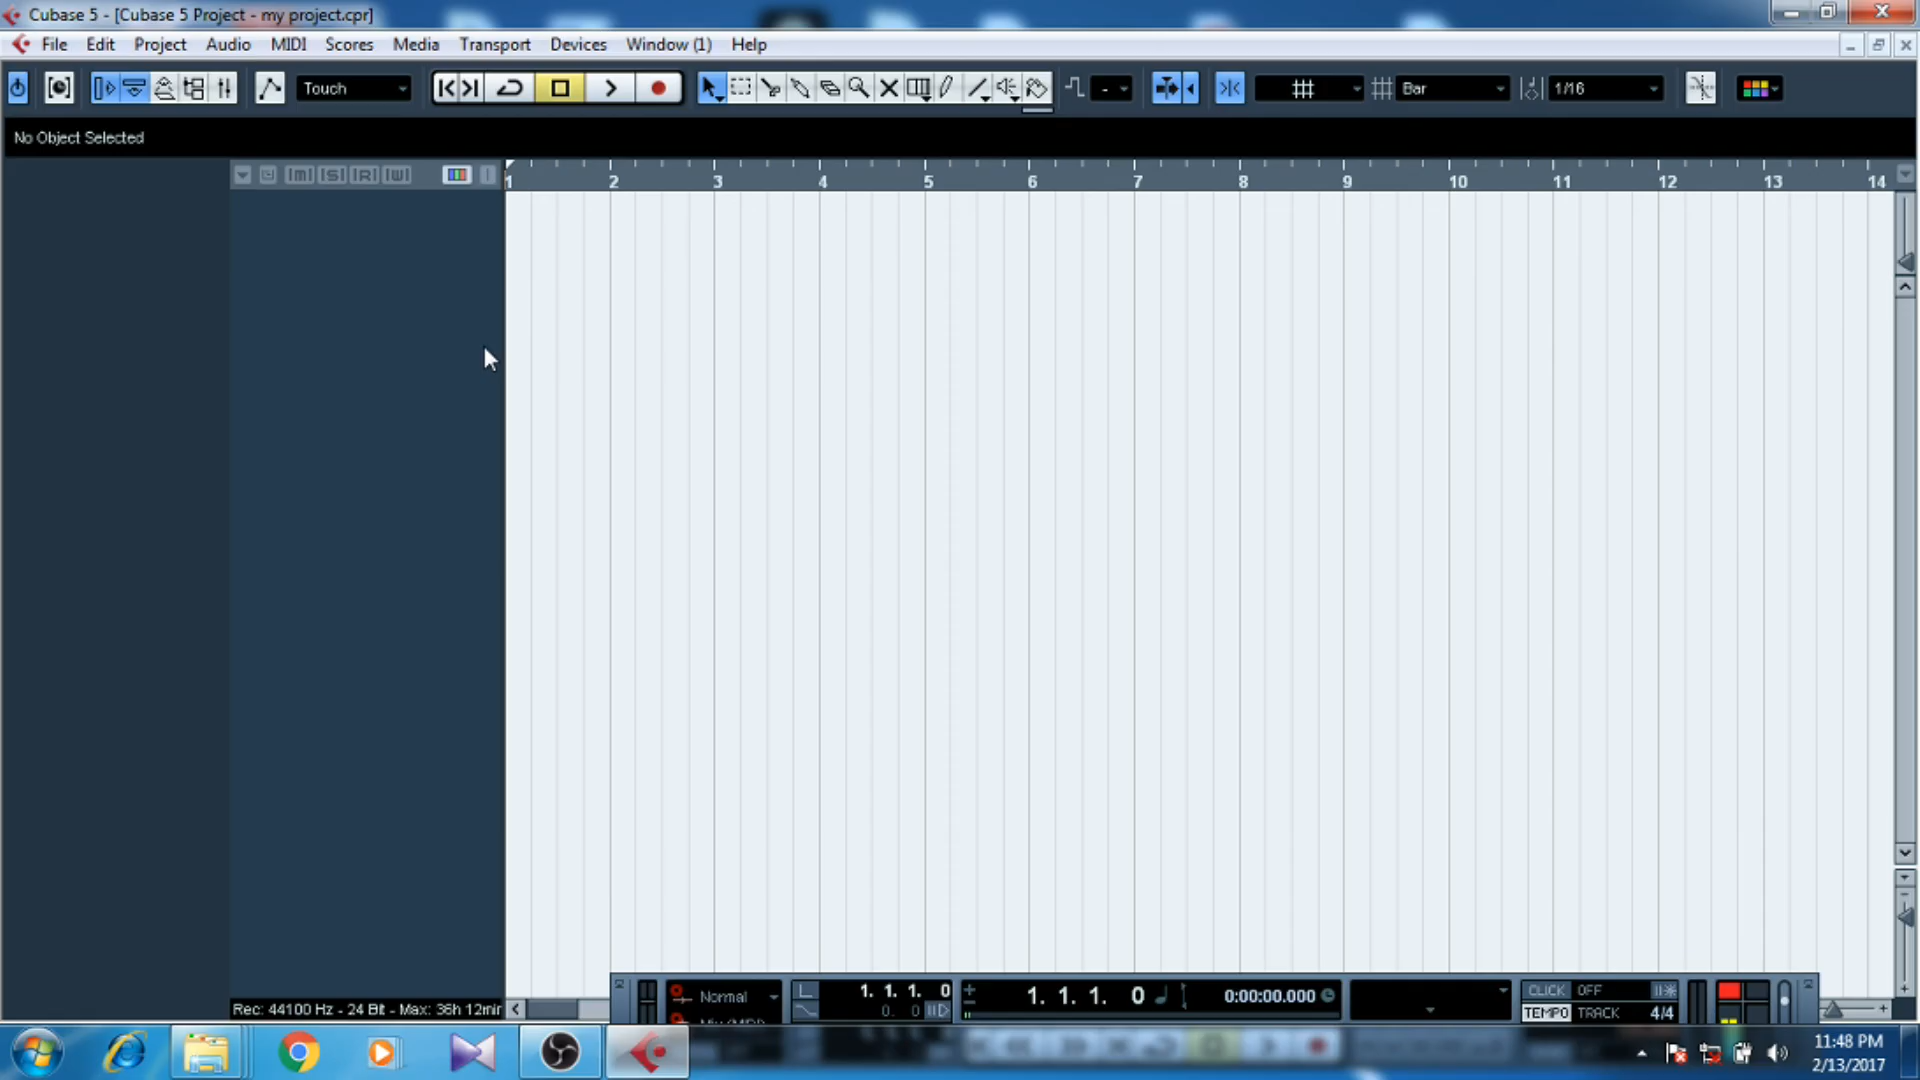 Cubase 5 - [Cubase 5 Project - my project.cpr]
File Edit Project Audio MIDI Scores Media Transport Devices Window (1) Help
Touch - Bar 1/16
No Object Selected
[m] [S] [R] [W]
1 2 3 4 5 6 7 8 9 10 11 12 13 14
Rec: 44100 Hz - 24 Bit - Max: 36h 12min
Normal
L 1. 1. 1. 0
0. 0
1. 1. 1. 0
0:00:00.000
CLICK OFF
TEMPO TRACK 4/4
11:48 PM
2/13/2017